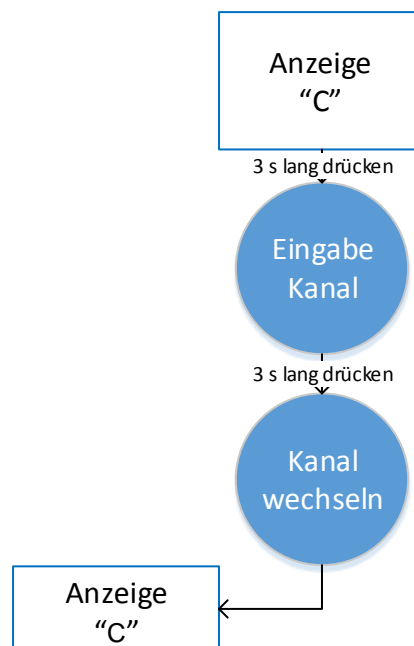 Anzeige
“C”
3 s lang drücken
Eingabe
Kanal
3 s lang drücken
Kanal
wechseln
Anzeige
“C”